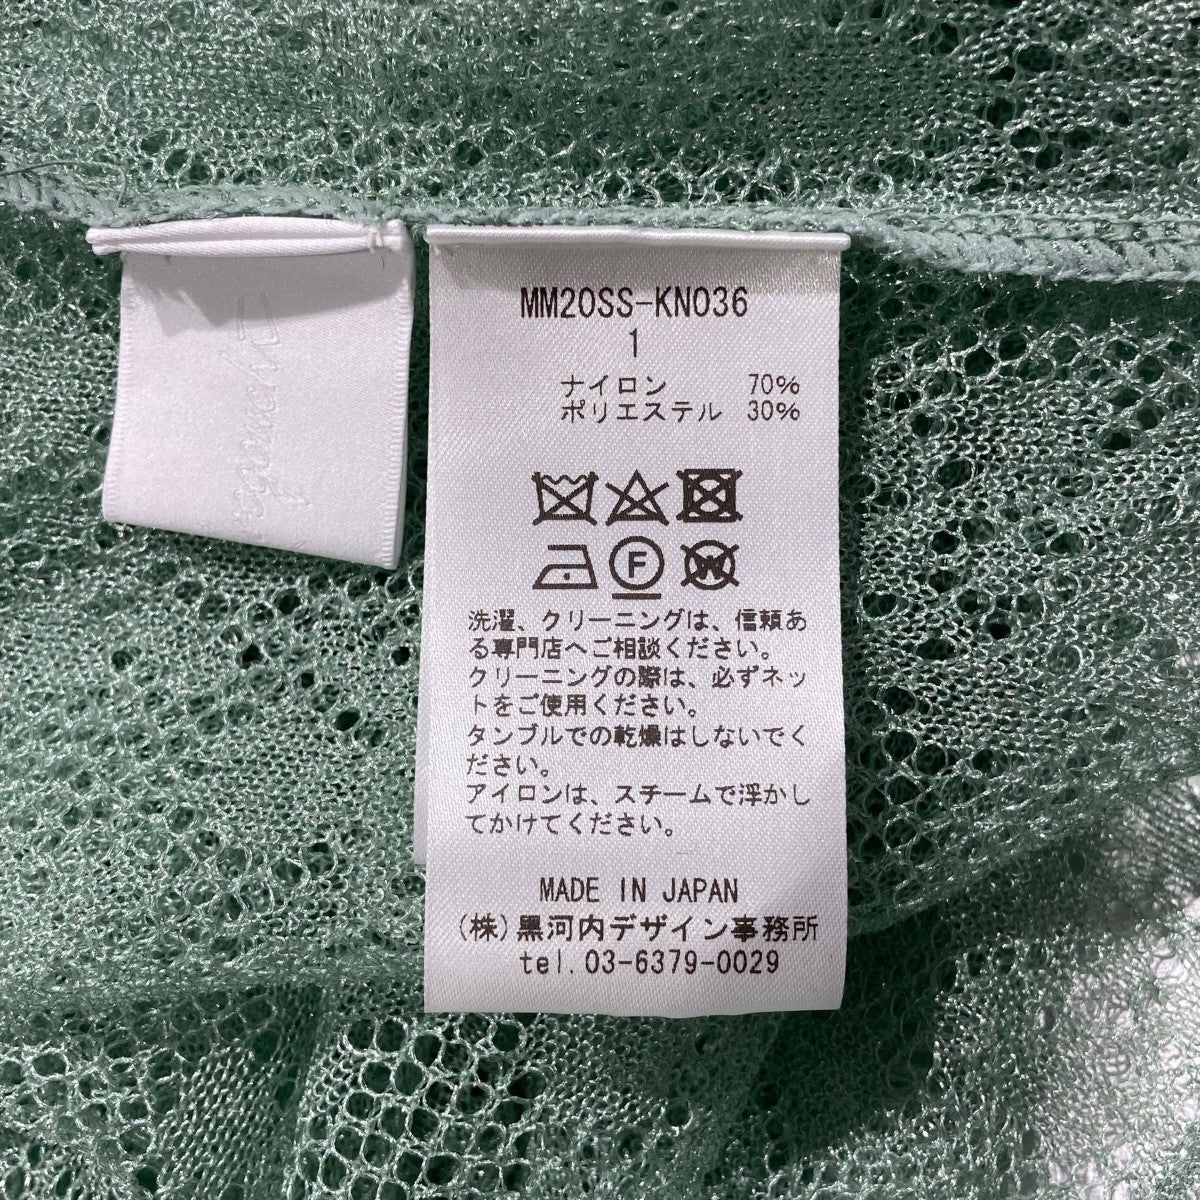 MM20SS-KN036
1
ナイロン 70%
ポリエステル 30%
F
W
洗濯、クリーニングは、信頼あ
る専門店へご相談ください。
クリーニングの際は、必ずネッ
トをご使用ください。
タンブルでの乾燥はしないでく
ださい。
アイロンは、スチームで浮かし
てかけてください。
MADE IN JAPAN
(株)黒河内デザイン事務所
tel.03-6379-0029